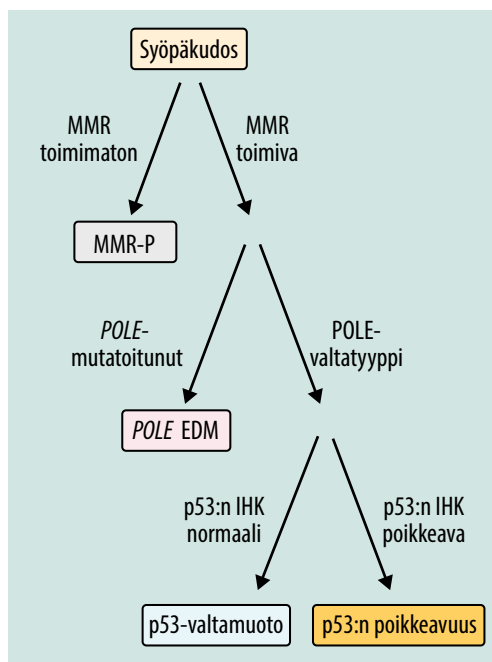 Syöpäkudos
MMR
toimimaton
MMR
toimiva
MMR-P
POLE-
mutatoitunut
POLE-
valtatyyppi
POLE EDM
p53:n IHK
normaali
p53:n IHK
poikkeava
p53-valtamuoto
p53:n poikkeavuus